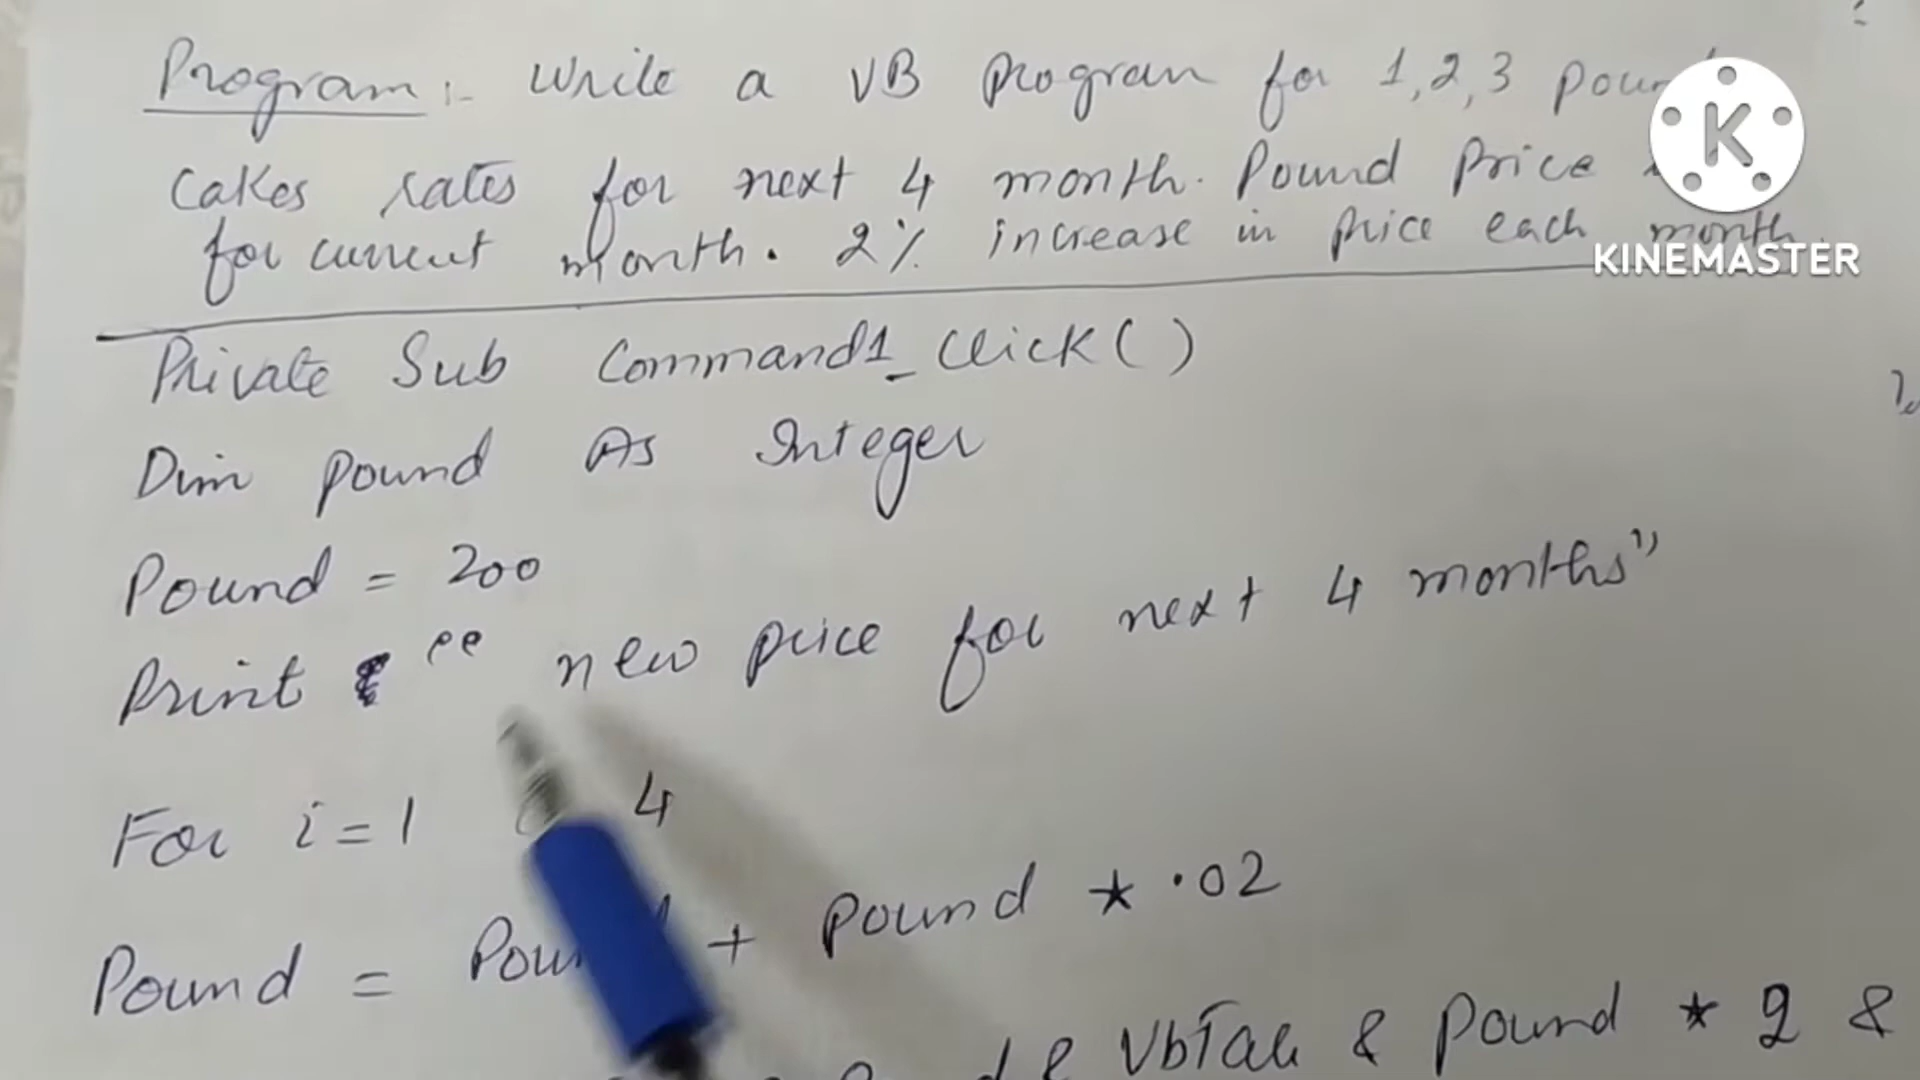 Program :- Write a VB program for 1,2,3
Cakes rates for next 4 month. Pound Price
for current month. 2% increase in price each month.
KINEMASTER
Private Sub Command1_Click()
Dim pound As Integer
Pound = 200
Print "new price for next 4 months"
For i=1 4
Pound = + Pound * .02
& VbTab & Pound * 2 &